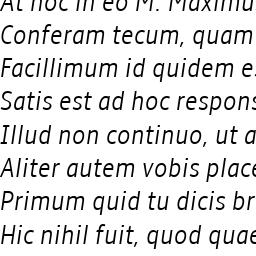 At hoc in eo M. Maximu
Conferam tecum, quam
Facillimum id quidem e
Satis est ad hoc respons
Illud non continuo, ut a
Aliter autem vobis place
Primum quid tu dicis br
Hic nihil fuit, quod quae